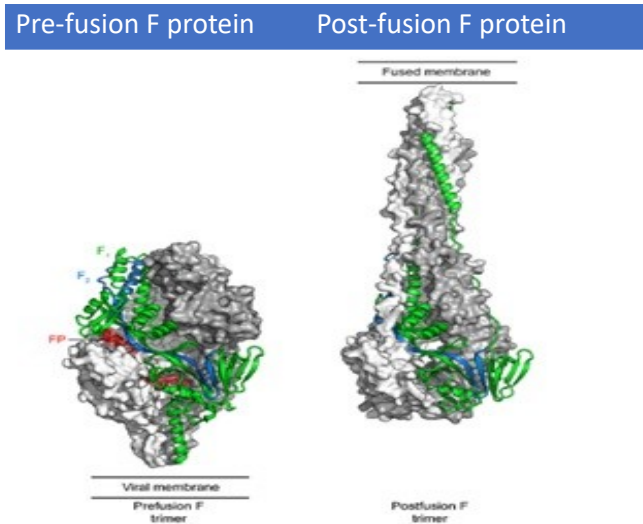 Pre-fusion F protein
Post-fusion F protein
Fused membrane
F₁
F₂
FP
Viral membrane
Prefusion F
trimer
Postfusion F
trimer